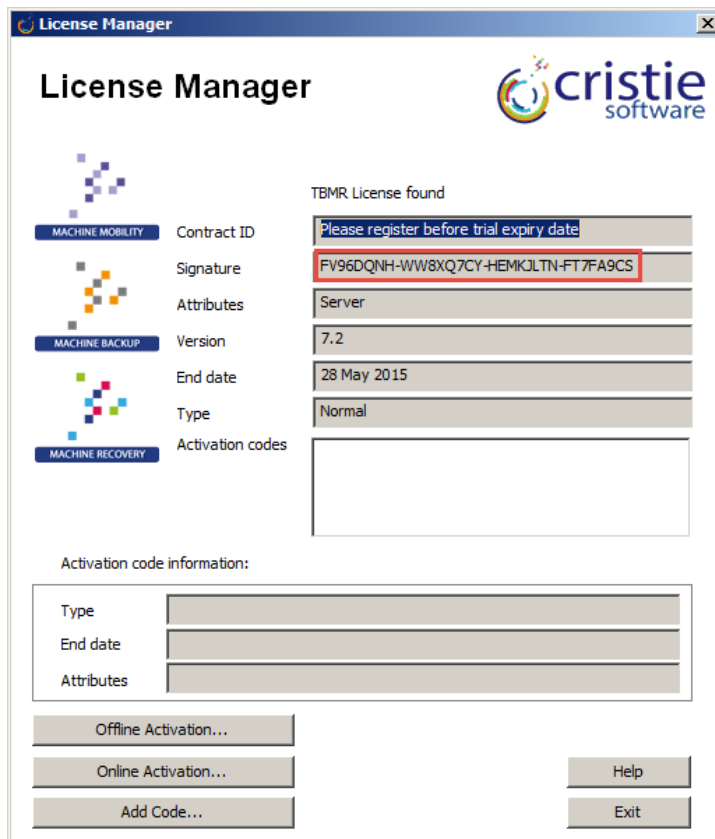 License Manager
License Manager
cristie
software
TBMR License found
MACHINE MOBILITY
Contract ID
Please register before trial expiry date
Signature
FV96DQNH-WW8XQ7CY-HEMKJLTN-FT7FA9CS
Attributes
Server
MACHINE BACKUP
Version
7.2
End date
28 May 2015
Type
Normal
MACHINE RECOVERY
Activation codes
Activation code information:
Type
End date
Attributes
Offline Activation...
Online Activation...
Help
Add Code...
Exit